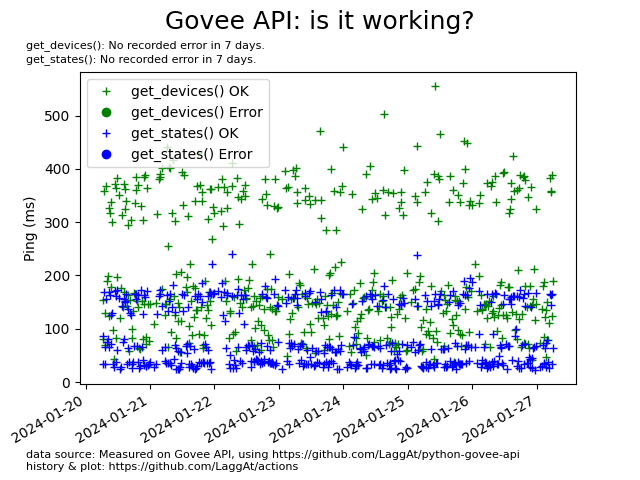 Govee API: is it working?
get_devices(): No recorded error in 7 days.
get_states(): No recorded error in 7 days.
get_devices() OK
get_devices() Error
get_states() OK
get_states() Error
Ping (ms)
500
400
300
200
100
0
2024-01-20
2024-01-21
2024-01-22
2024-01-23
2024-01-24
2024-01-25
2024-01-26
2024-01-27
data source: Measured on Govee API, using https://github.com/LaggAt/python-govee-api
history & plot: https://github.com/LaggAt/actions